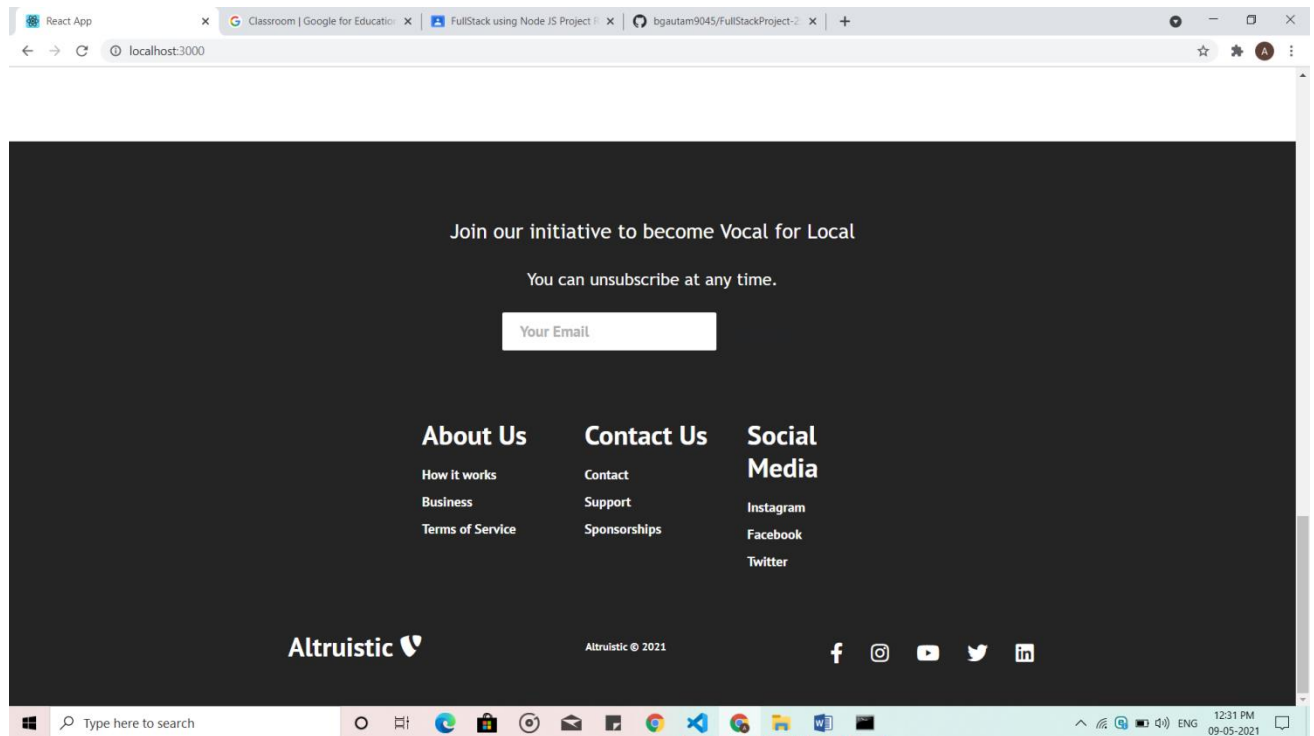 React App
Classroom | Google for Educatio
FullStack using Node JS Project R
bgautam9045/FullStackProject-2
localhost:3000
A
Join our initiative to become Vocal for Local
You can unsubscribe at any time.
Your Email
About Us
How it works
Business
Terms of Service
Contact Us
Contact
Support
Sponsorships
Social
Media
Instagram
Facebook
Twitter
Altruistic
Altruistic © 2021
Type here to search
ENG
12:31 PM
09-05-2021